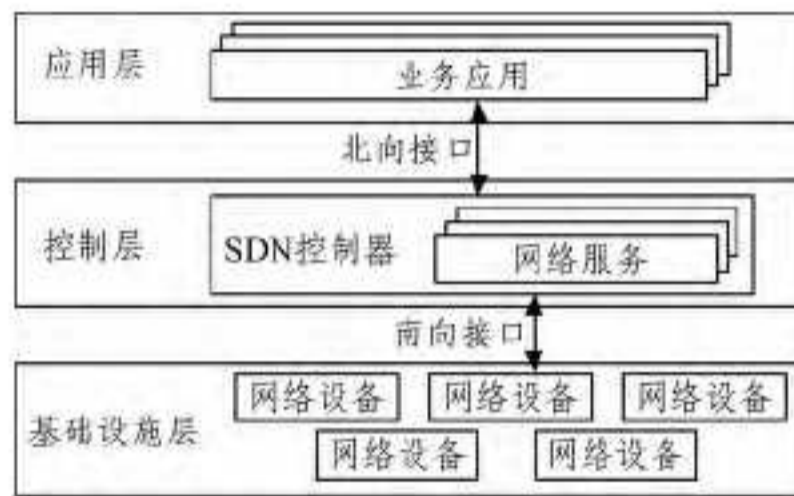 应用层
业务应用
北向接口
控制层
SDN控制器
网络服务
南向接口
基础设施层
网络设备 网络设备 网络设备
网络设备 网络设备